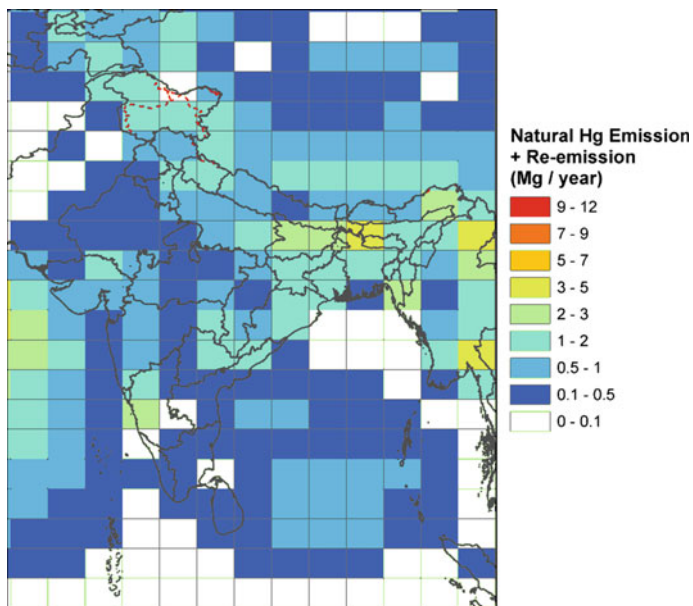 Natural Hg Emission
+ Re-emission
(Mg / year)
9 - 12
7 - 9
5 - 7
3 - 5
2 - 3
1 - 2
0.5 - 1
0.1 - 0.5
0 - 0.1